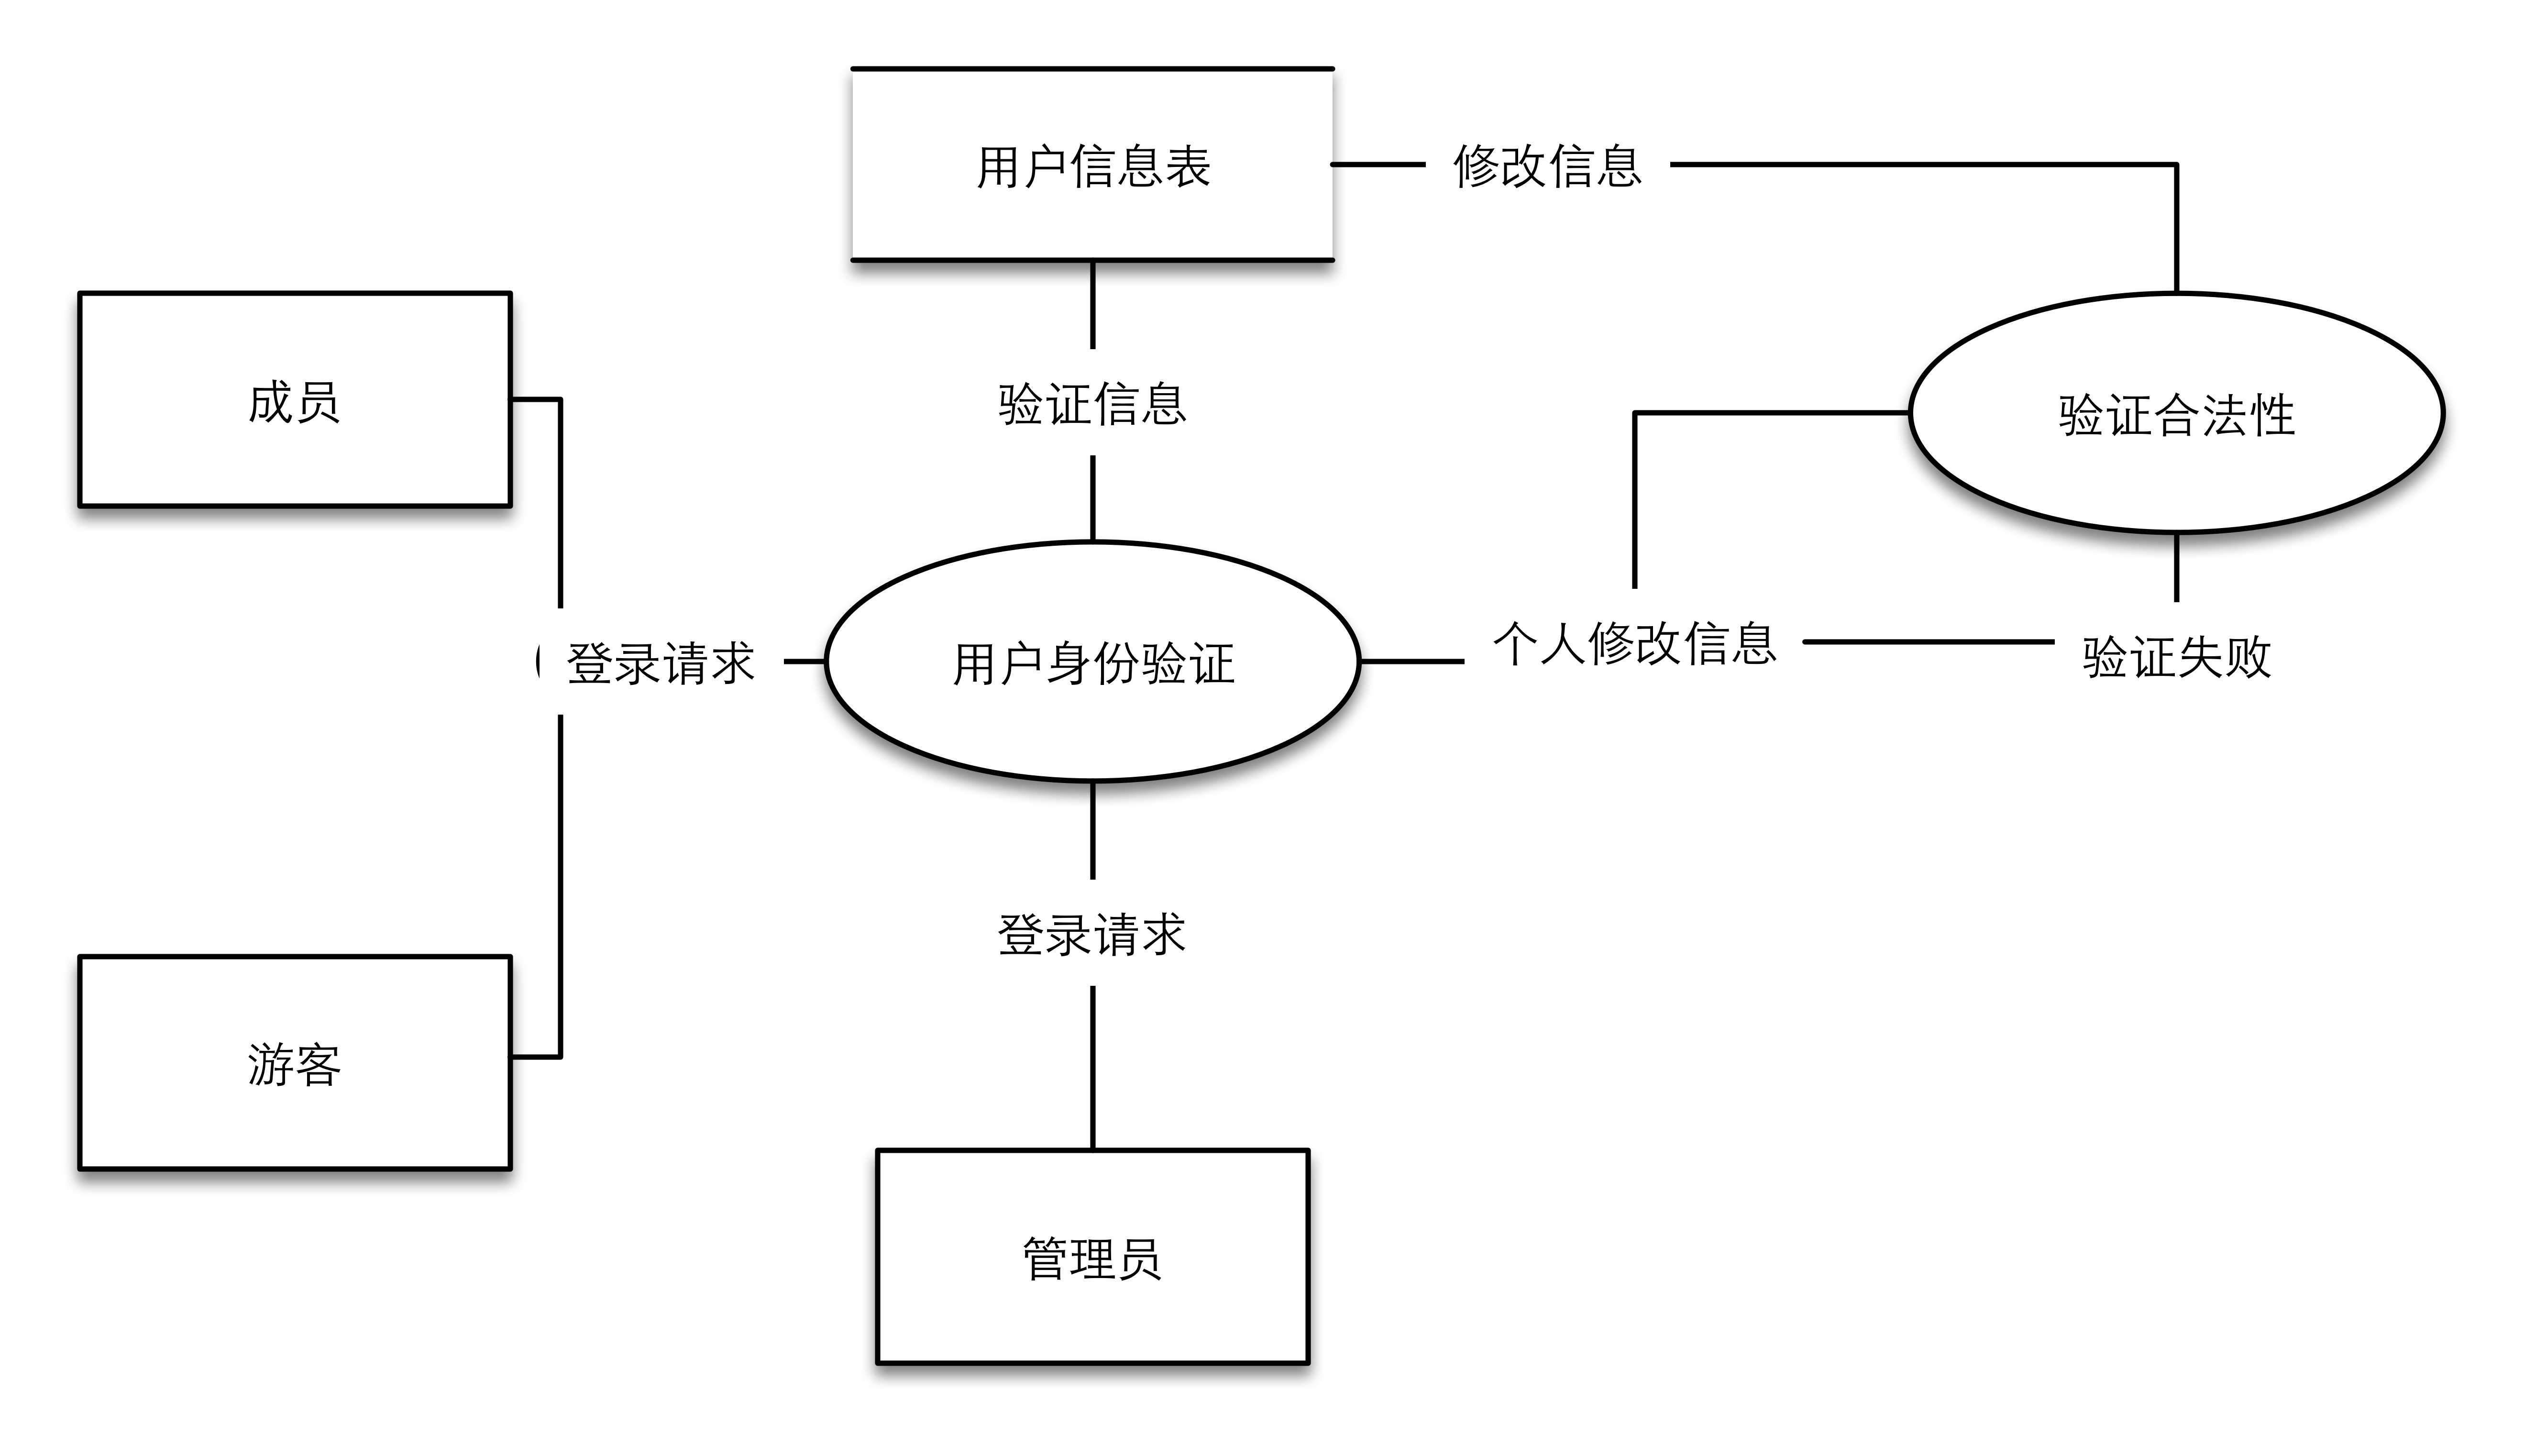 用户信息表
修改信息
成员
验证信息
验证合法性
登录请求
用户身份验证
个人修改信息
验证失败
登录请求
游客
管理员